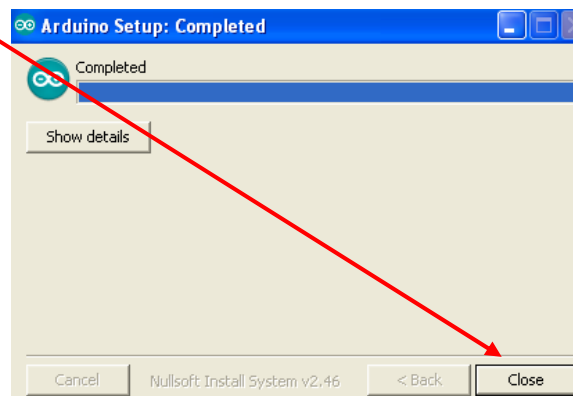 Arduino Setup: Completed
Completed
Show details
Cancel
Nullsoft Install System v2.46
< Back
Close